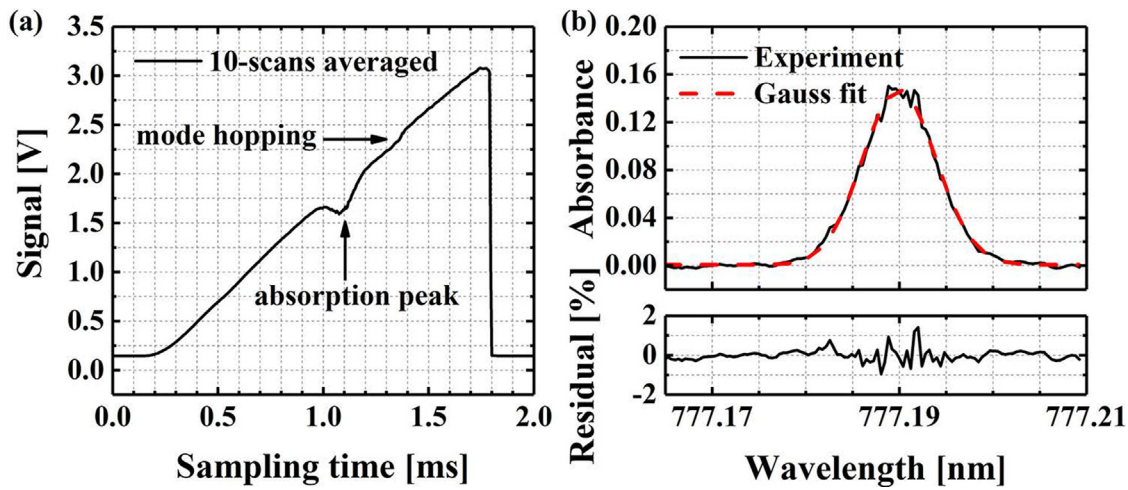 (a)
3.5
3.0
2.5
2.0
1.5
1.0
0.5
0.0
Signal [V]
10-scans averaged
mode hopping
absorption peak
0.0 0.5 1.0 1.5 2.0
Sampling time [ms]
(b)
0.20
0.16
0.12
0.08
0.04
0.00
Absorbance
Experiment
Gauss fit
2
0
-2
Residual [%]
777.17 777.19 777.21
Wavelength [nm]